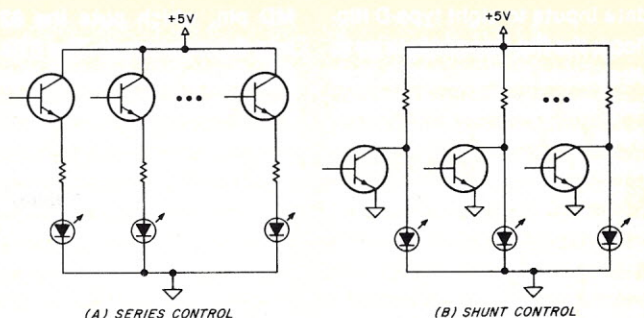 +5V
+5V
(A) SERIES CONTROL
(B) SHUNT CONTROL